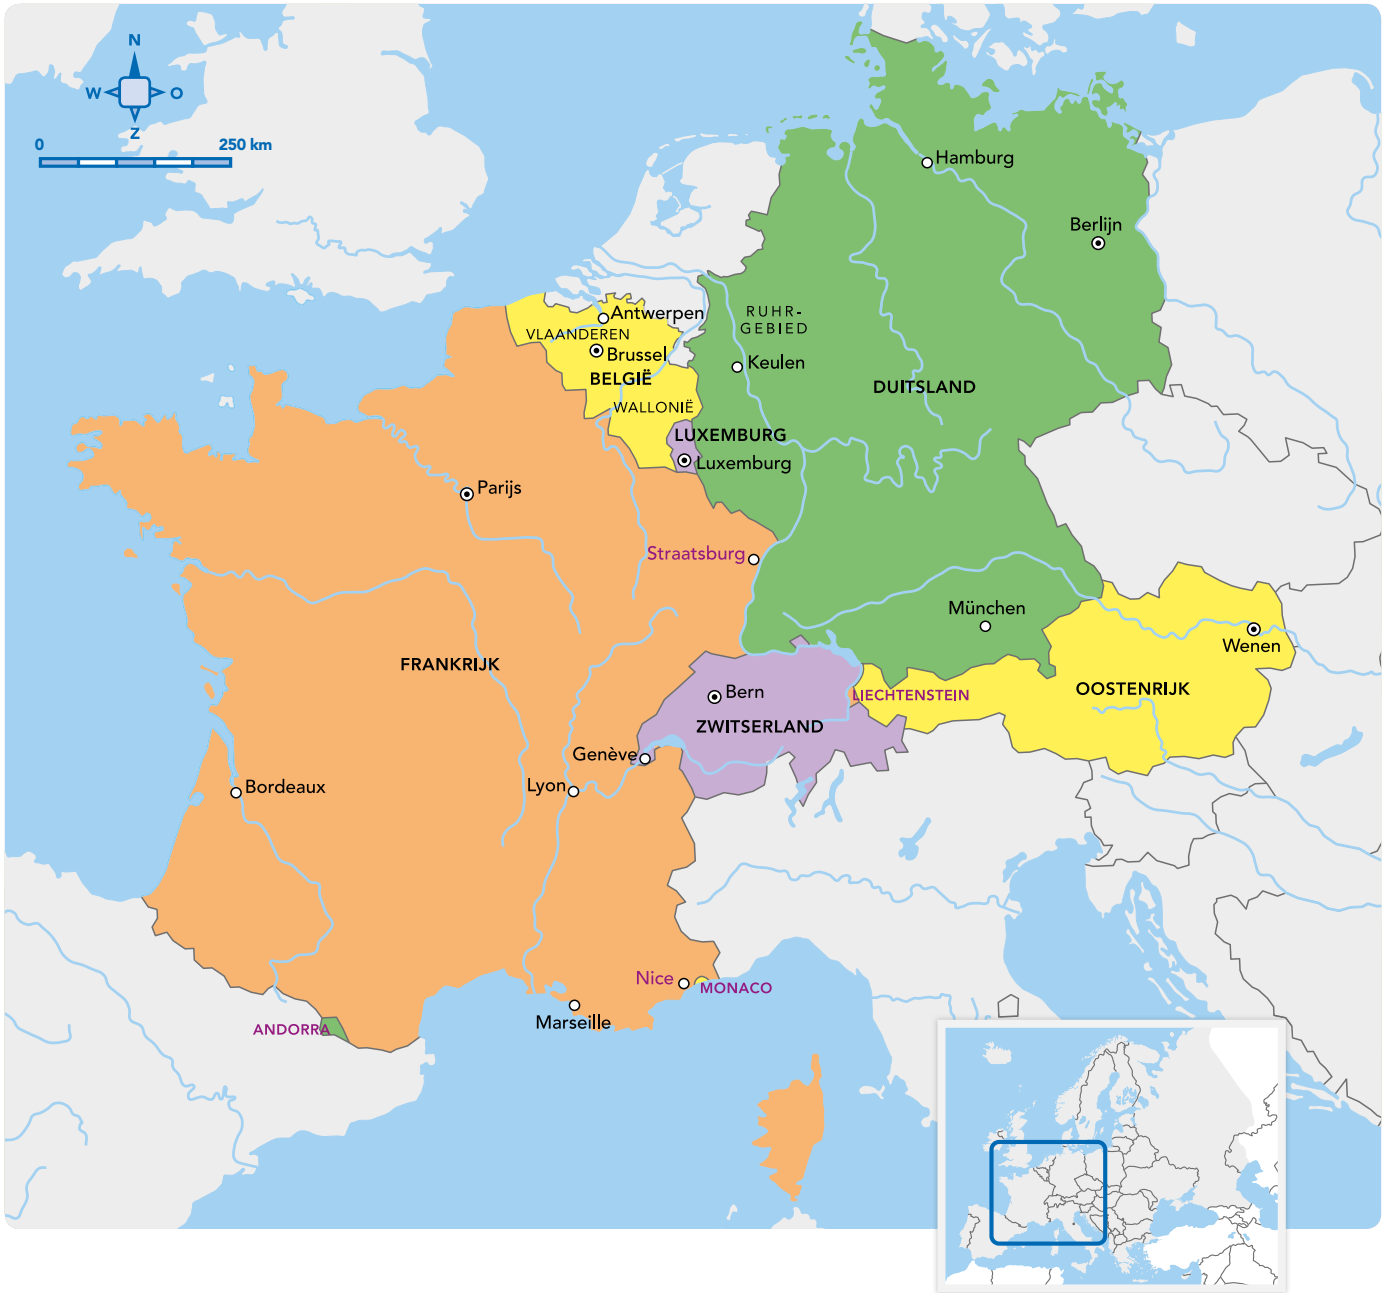 N
W
O
Z
0
250 km
Hamburg
Berlijn
Antwerpen
RUHR-
GEBIED
VLAANDEREN
Brussel
Keulen
BELGIË
DUITSLAND
WALLONIË
LUXEMBURG
Luxemburg
Parijs
Straatsburg
München
Wenen
FRANKRIJK
Bern
LIECHTENSTEIN
OOSTENRIJK
ZWITSERLAND
Genève
Lyon
Bordeaux
Nice
MONACO
Marseille
ANDORRA